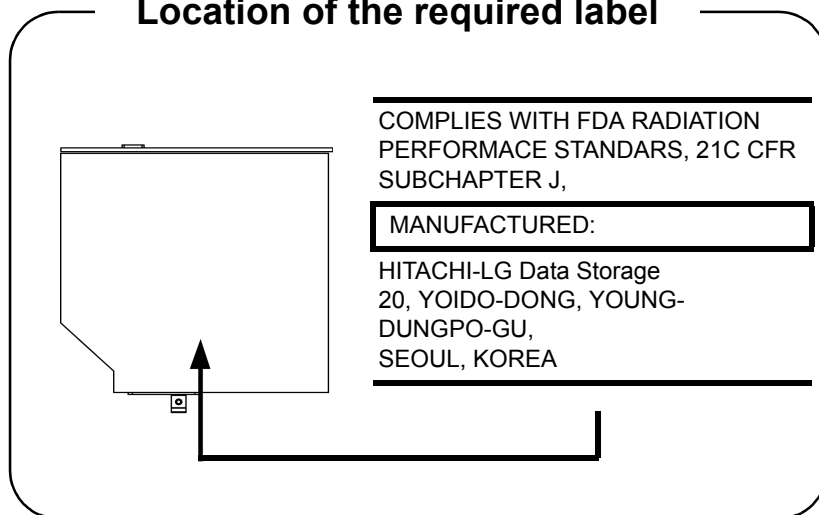 Location of the required label
COMPLIES WITH FDA RADIATION
PERFORMACE STANDARS, 21C CFR
SUBCHAPTER J,
MANUFACTURED:
HITACHI-LG Data Storage
20, YOIDO-DONG, YOUNG-
DUNGPO-GU,
SEOUL, KOREA